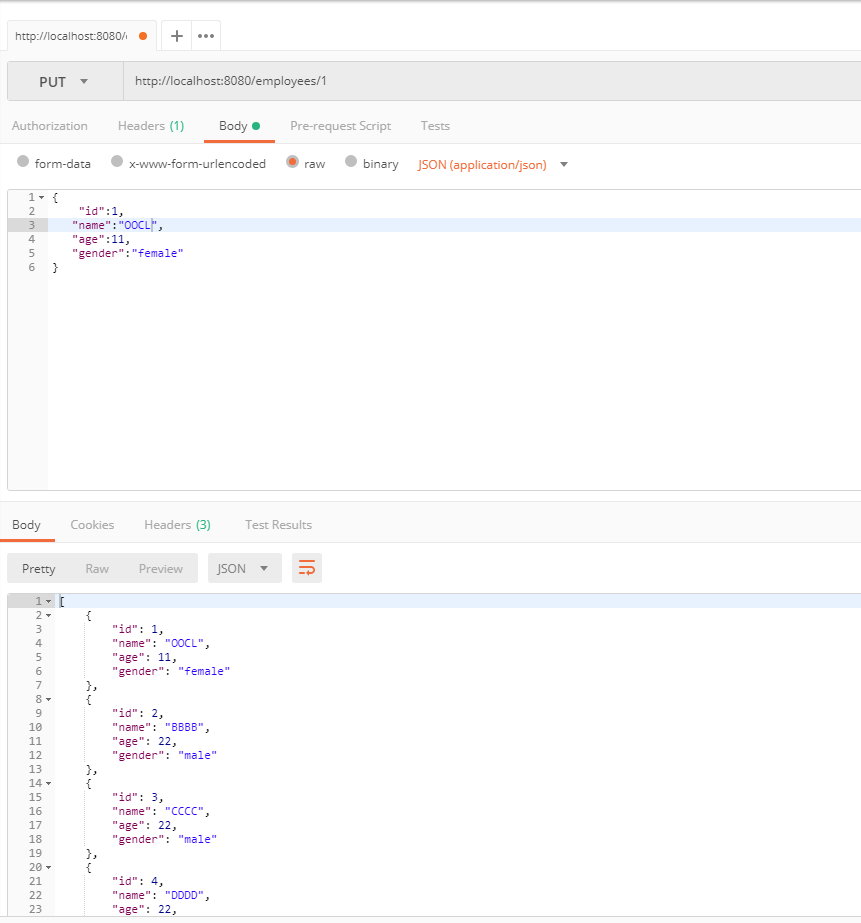 http://localhost:8080/
PUT http://localhost:8080/employees/1
Authorization Headers (1) Body Pre-request Script Tests
form-data x-www-form-urlencoded raw binary JSON (application/json)
1 {
2 "id":1,
3 "name":"OOCL",
4 "age":11,
5 "gender":"female"
6 }
Body Cookies Headers (3) Test Results
Pretty Raw Preview JSON
1 [
2 {
3 "id": 1,
4 "name": "OOCL",
5 "age": 11,
6 "gender": "female"
7 },
8 {
9 "id": 2,
10 "name": "BBBB",
11 "age": 22,
12 "gender": "male"
13 },
14 {
15 "id": 3,
16 "name": "CCCC",
17 "age": 22,
18 "gender": "male"
19 },
20 {
21 "id": 4,
22 "name": "DDDD",
23 "age": 22,